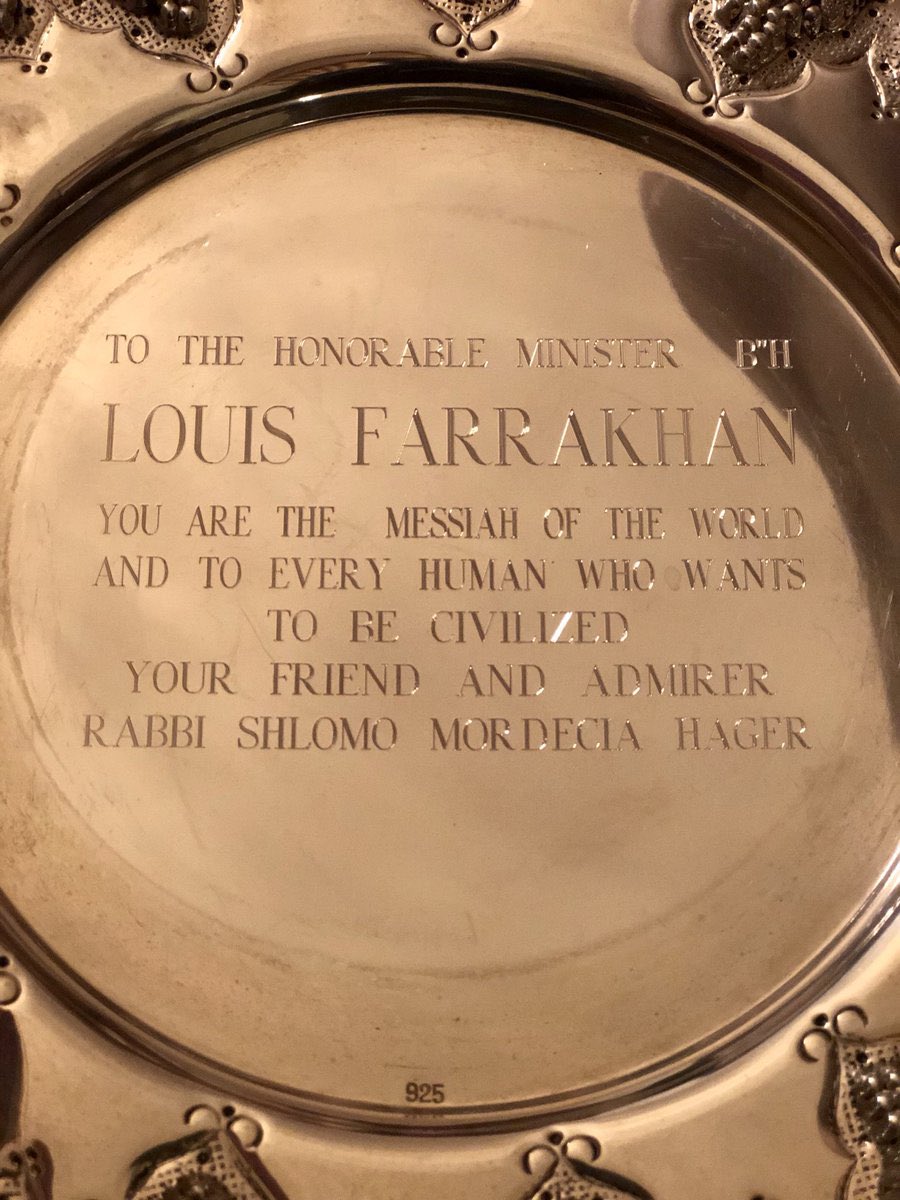 TO THE HONORABLE MINISTER B"H
LOUIS FARRAKHAN
YOU ARE THE MESSIAH OF THE WORLD
AND TO EVERY HUMAN WHO WANTS
TO BE CIVILIZED
YOUR FRIEND AND ADMIRER
RABBI SHLOMO MORDECIA HAGER
925